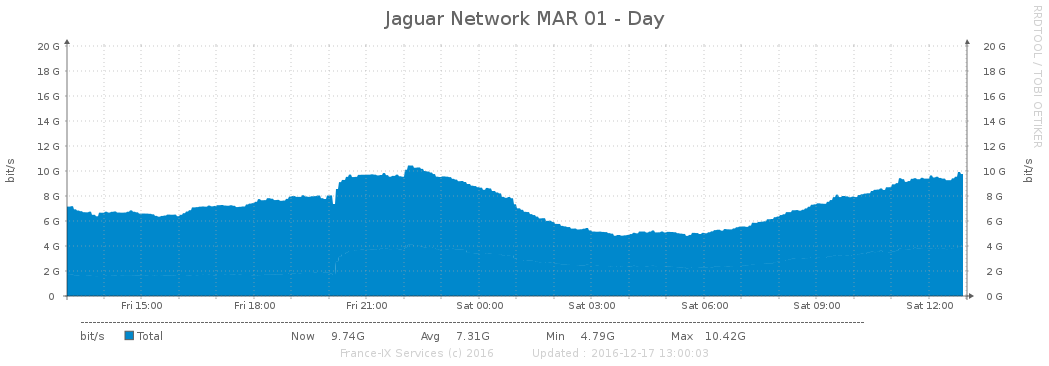 Jaguar Network MAR 01 - Day
RRDTOOL / TOBI OETIKER
20 G 20 G
18 G 18 G
16 G 16 G
14 G 14 G
12 G 12 G
10 G 10 G
8 G 8 G
6 G 6 G
4 G 4 G
2 G 2 G
0 0 G
bit/s bit/s
Fri 15:00 Fri 18:00 Fri 21:00 Sat 00:00 Sat 03:00 Sat 06:00 Sat 09:00 Sat 12:00
bit/s Total Now 9.74G Avg 7.31G Min 4.79G Max 10.42G
France-IX Services (c) 2016 Updated : 2016-12-17 13:00:03